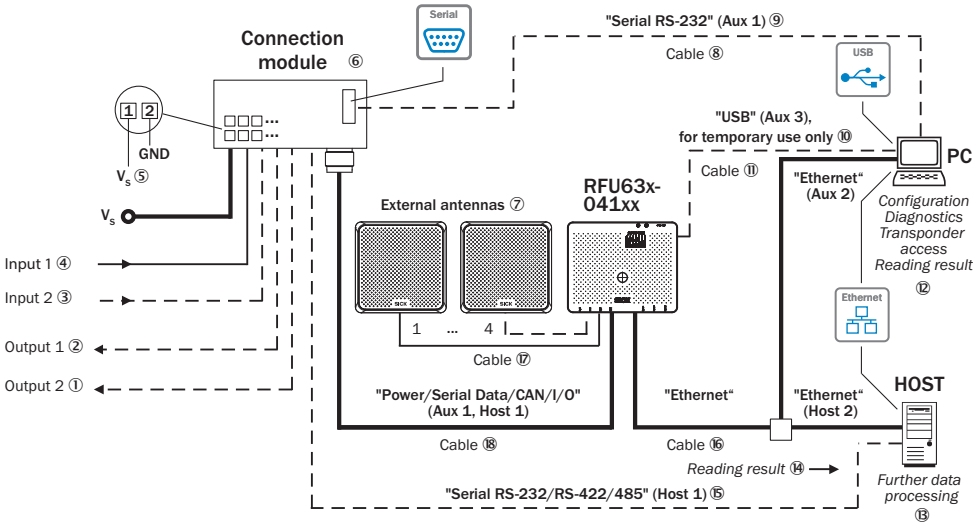 Serial
"Serial RS-232" (Aux 1) ⑨
Connection
module ⑥
Cable ⑧
USB
1 2
...
...
"USB" (Aux 3),
for temporary use only ⑩
GND
Vs ⑤
Cable ⑪
PC
"Ethernet“
(Aux 2)
RFU63x-
041xx
Vs
External antennas ⑦
Configuration
Diagnostics
Transponder
access
Reading result
⑫
Input 1 ④
Input 2 ③
SICK
SICK
SICK
Ethernet
1 ... 4
Output 1 ②
Cable ⑰
Output 2 ①
"Power/Serial Data/CAN/I/O"
(Aux 1, Host 1)
"Ethernet“
"Ethernet“
(Host 2)
HOST
Cable ⑱
Cable ⑯
Reading result ⑭
"Serial RS-232/RS-422/485" (Host 1) ⑮
Further data
processing
⑬